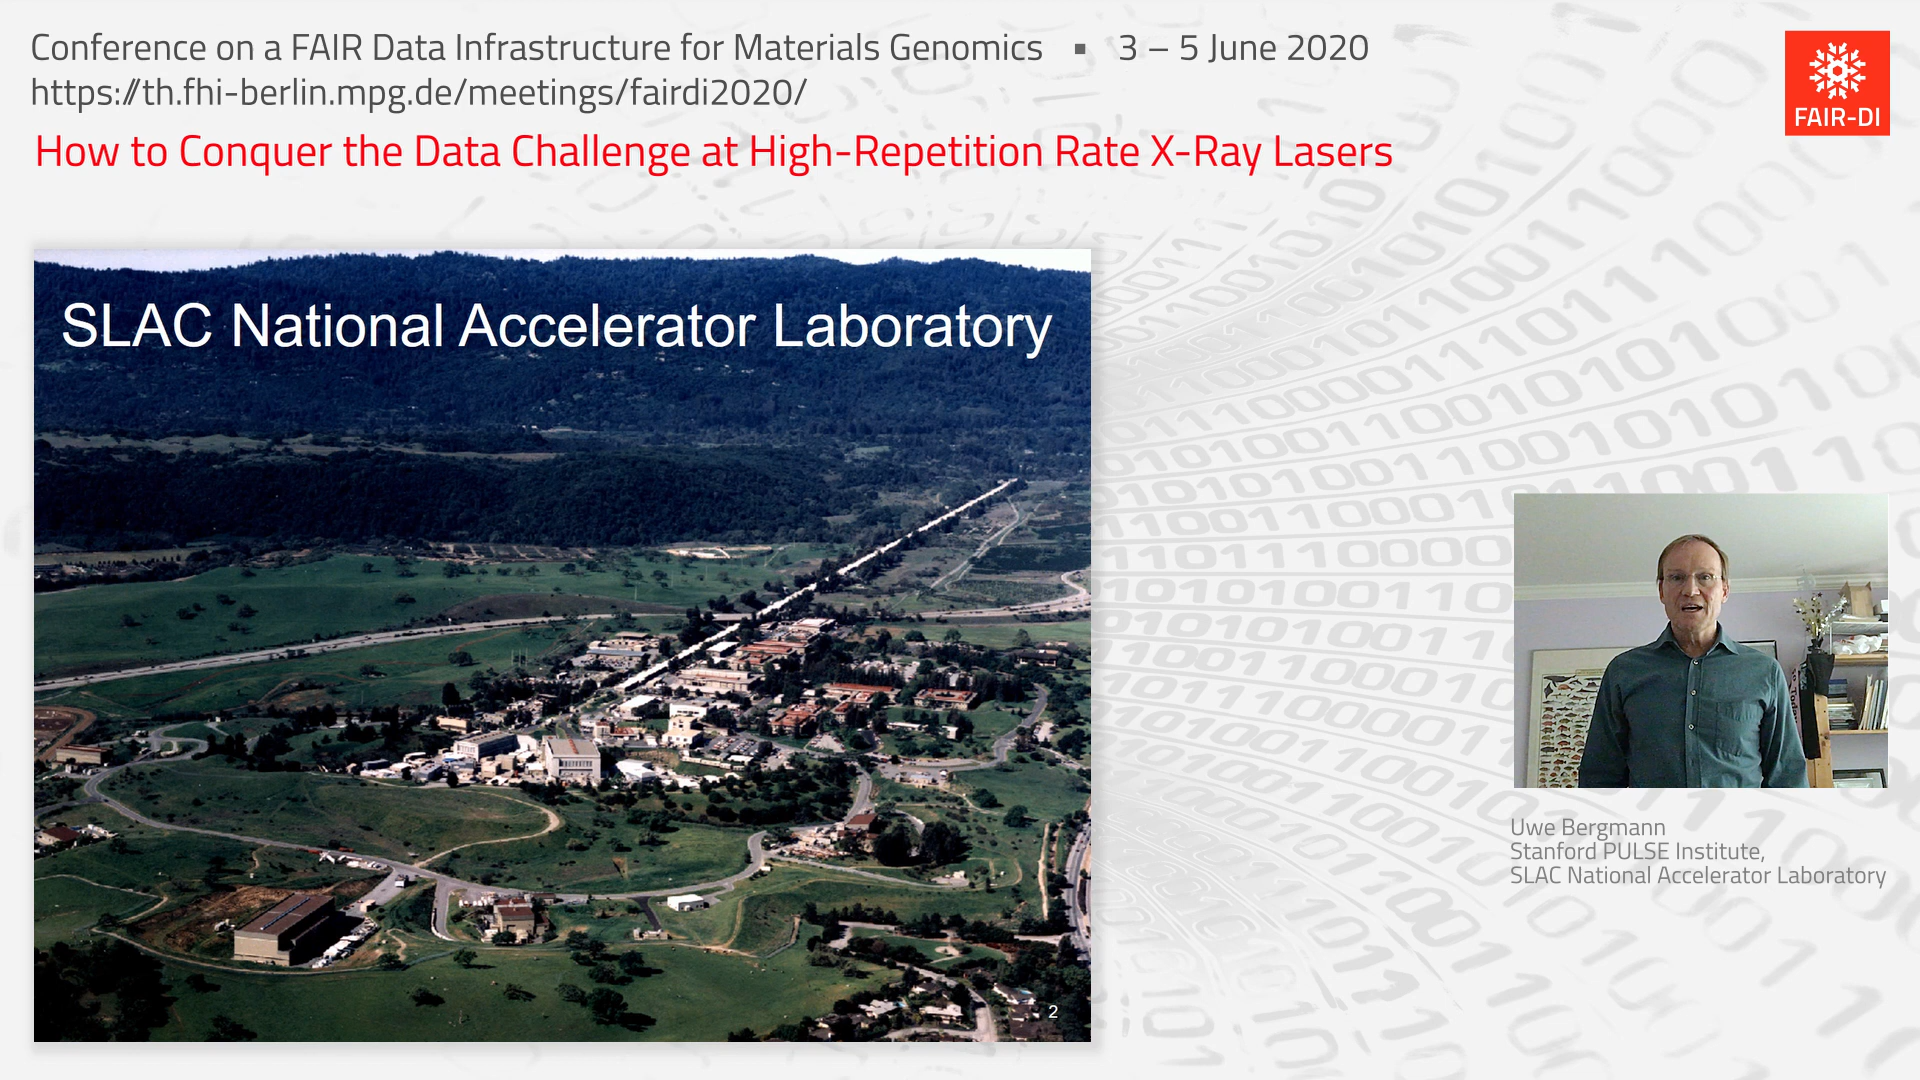 Conference on a FAIR Data Infrastructure for Materials Genomics ▪ 3 – 5 June 2020
https://th.fhi-berlin.mpg.de/meetings/fairdi2020/
FAIR-DI
How to Conquer the Data Challenge at High-Repetition Rate X-Ray Lasers
SLAC National Accelerator Laboratory
2
Uwe Bergmann
Stanford PULSE Institute,
SLAC National Accelerator Laboratory